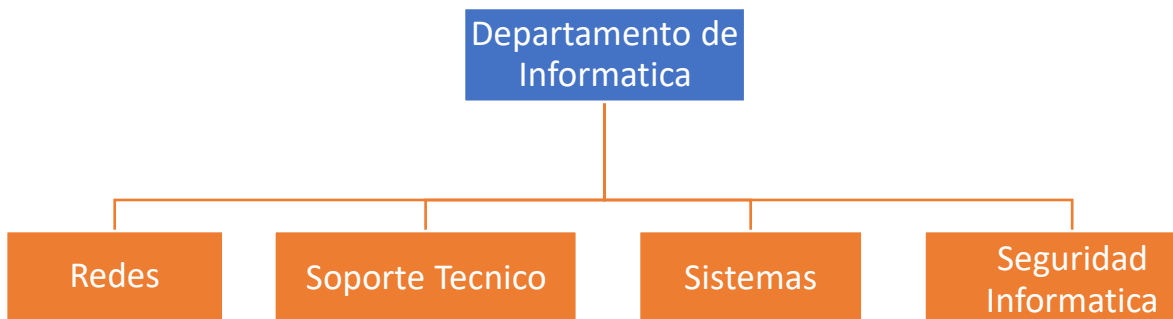 Departamento de
Informatica
Redes
Soporte Tecnico
Sistemas
Seguridad
Informatica